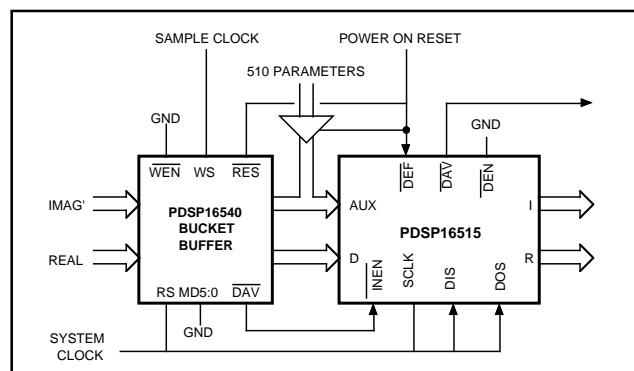 SAMPLE CLOCK
POWER ON RESET
510 PARAMETERS
GND
GND
WEN WS RES
DEF DAV DEN
IMAG'
PDSP16540
BUCKET
BUFFER
AUX
PDSP16515
I
REAL
D
R
RS MD5:0 DAV
INEN SCLK DIS DOS
GND
SYSTEM
CLOCK